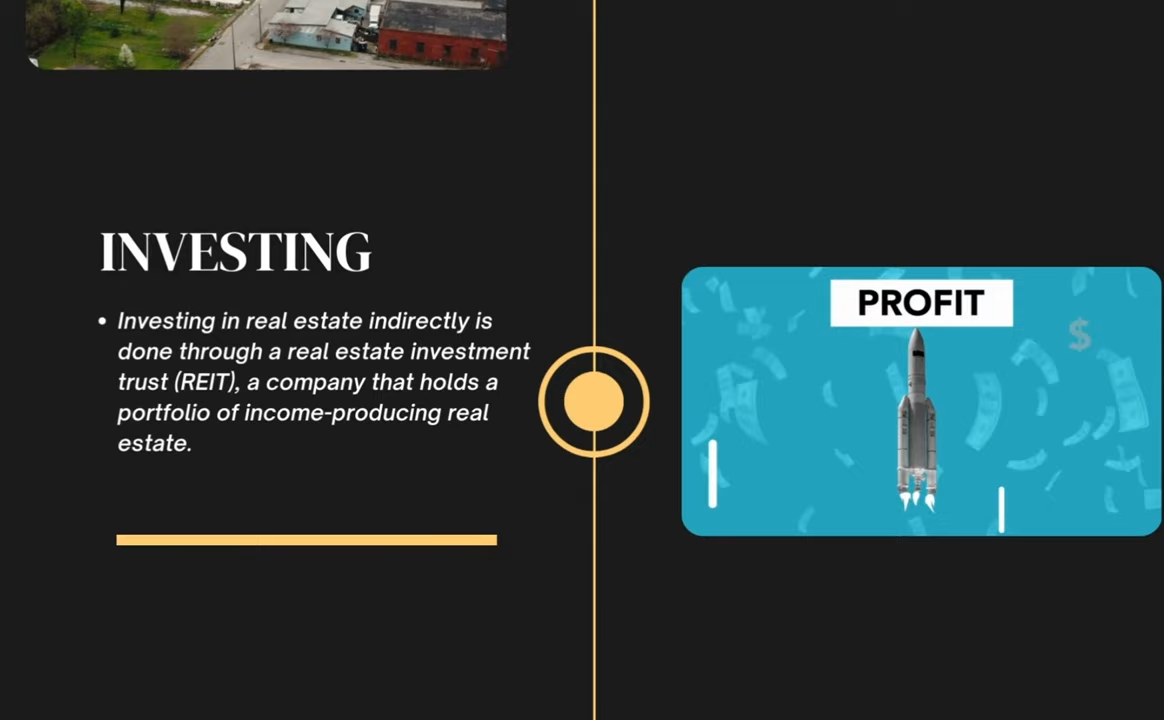 INVESTING
• Investing in real estate indirectly is
done through a real estate investment
trust (REIT), a company that holds a
portfolio of income-producing real
estate.
PROFIT
$